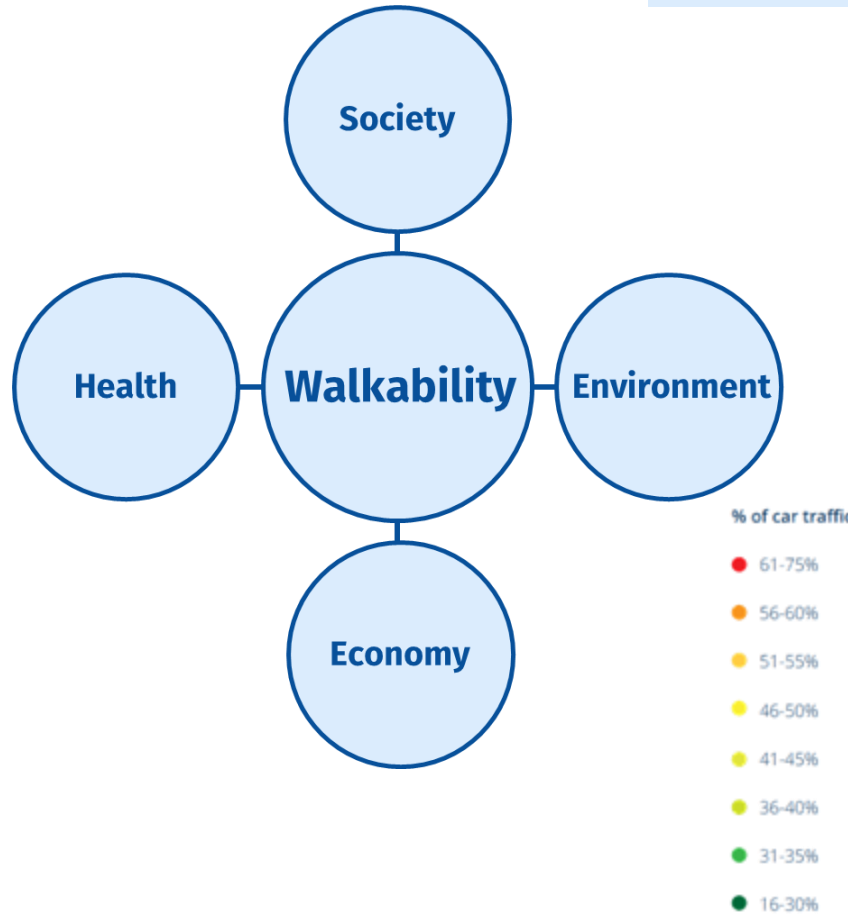 Society
Health
Walkability
Environment
Economy
% of car traffic
61-75%
56-60%
51-55%
46-50%
41-45%
36-40%
31-35%
16-30%